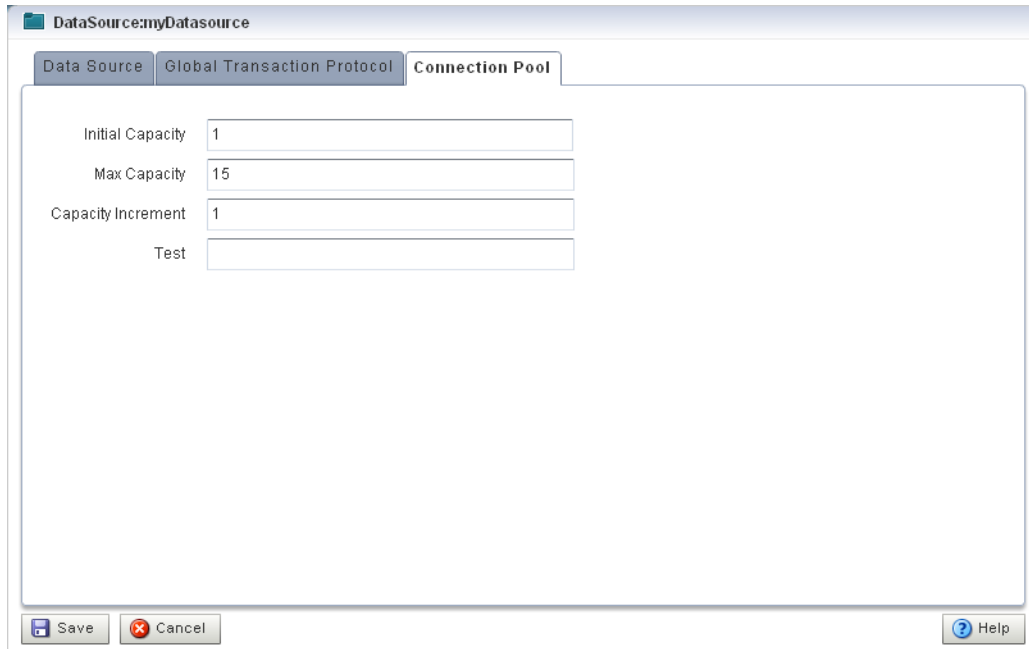 DataSource:myDatasource
Data Source Global Transaction Protocol Connection Pool
Initial Capacity 1
Max Capacity 15
Capacity Increment 1
Test
Save Cancel Help